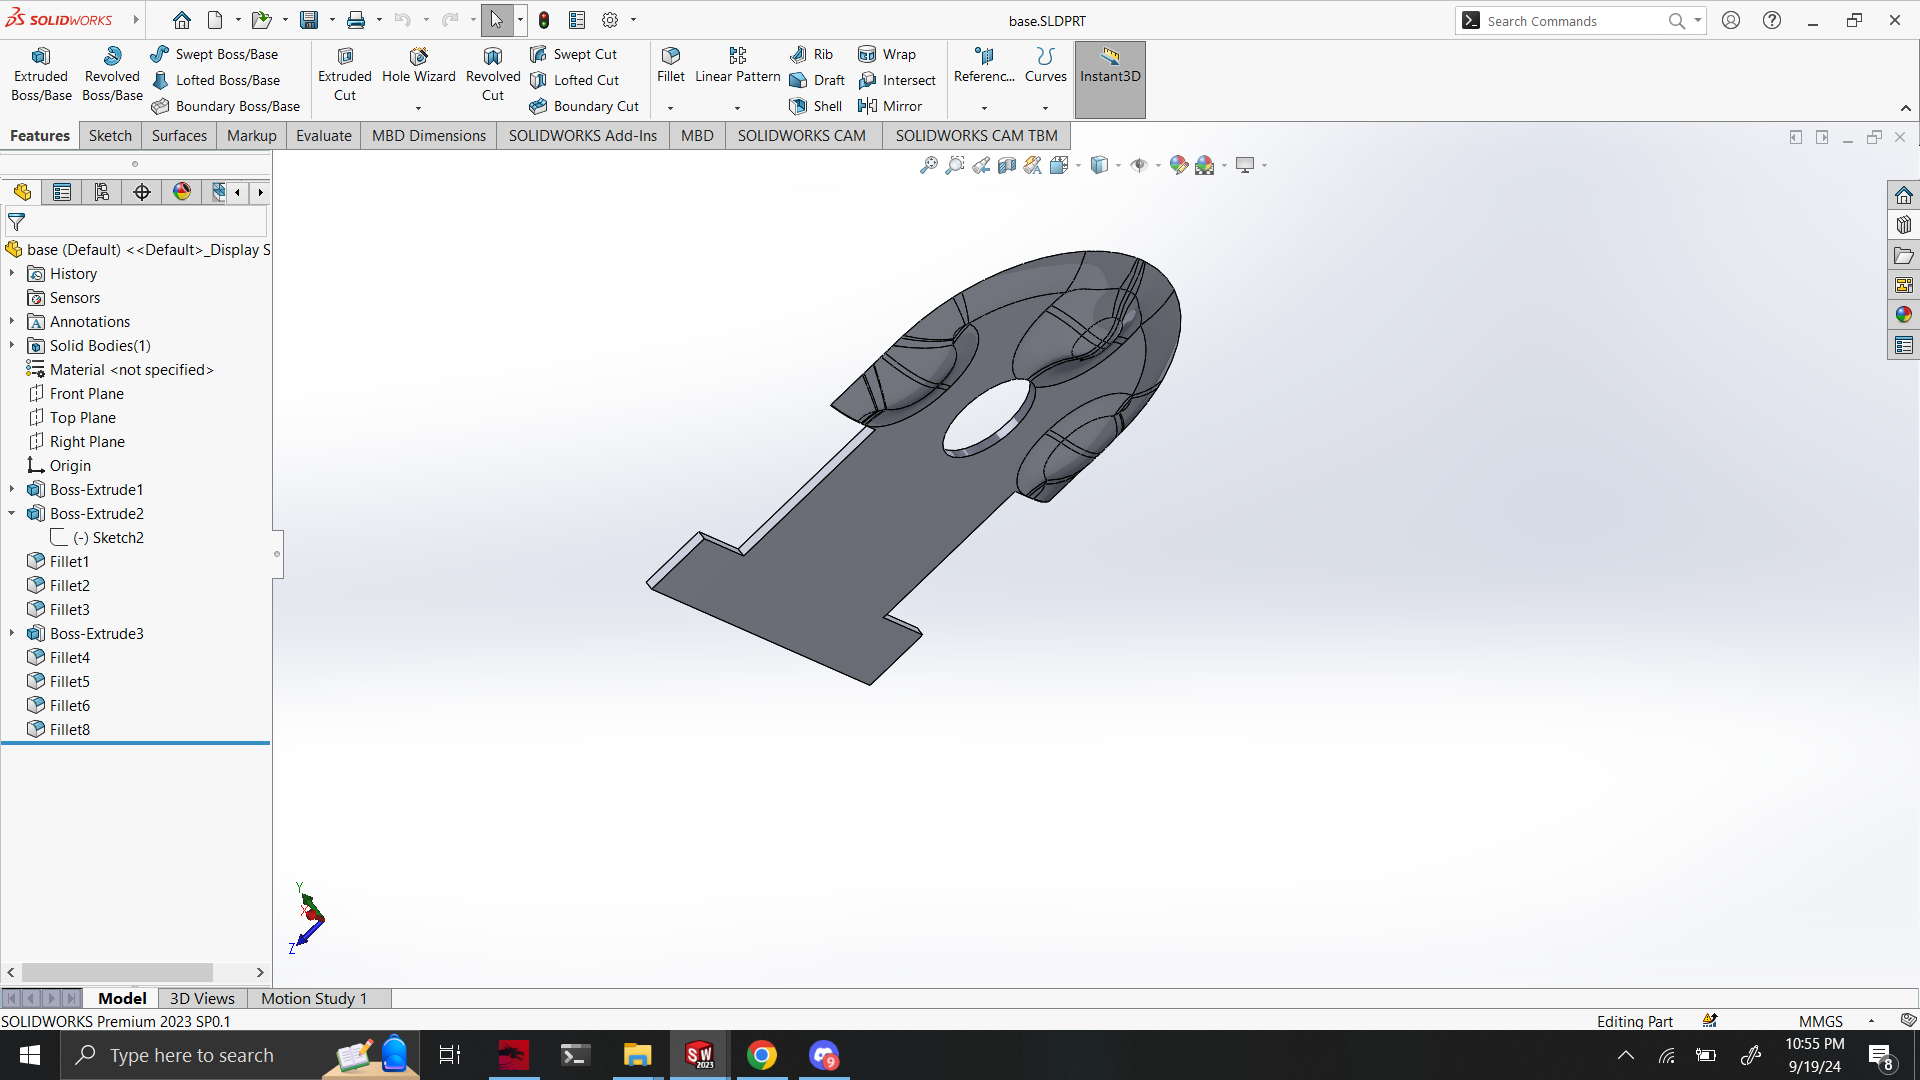 SOLIDWORKS
base.SLDPRT
Search Commands
Extruded Boss/Base
Revolved Boss/Base
Swept Boss/Base
Lofted Boss/Base
Boundary Boss/Base
Extruded Cut
Hole Wizard
Revolved Cut
Swept Cut
Lofted Cut
Boundary Cut
Fillet
Linear Pattern
Rib
Draft
Shell
Wrap
Intersect
Mirror
Referenc...
Curves
Instant3D
Features
Sketch
Surfaces
Markup
Evaluate
MBD Dimensions
SOLIDWORKS Add-Ins
MBD
SOLIDWORKS CAM
SOLIDWORKS CAM TBM
base (Default) <<Default>_Display S
History
Sensors
Annotations
Solid Bodies(1)
Material <not specified>
Front Plane
Top Plane
Right Plane
Origin
Boss-Extrude1
Boss-Extrude2
(-) Sketch2
Fillet1
Fillet2
Fillet3
Boss-Extrude3
Fillet4
Fillet5
Fillet6
Fillet8
Y
X
Z
Model
3D Views
Motion Study 1
SOLIDWORKS Premium 2023 SP0.1
Editing Part
MMGS
Type here to search
SW
2023
9
10:55 PM
9/19/24
8